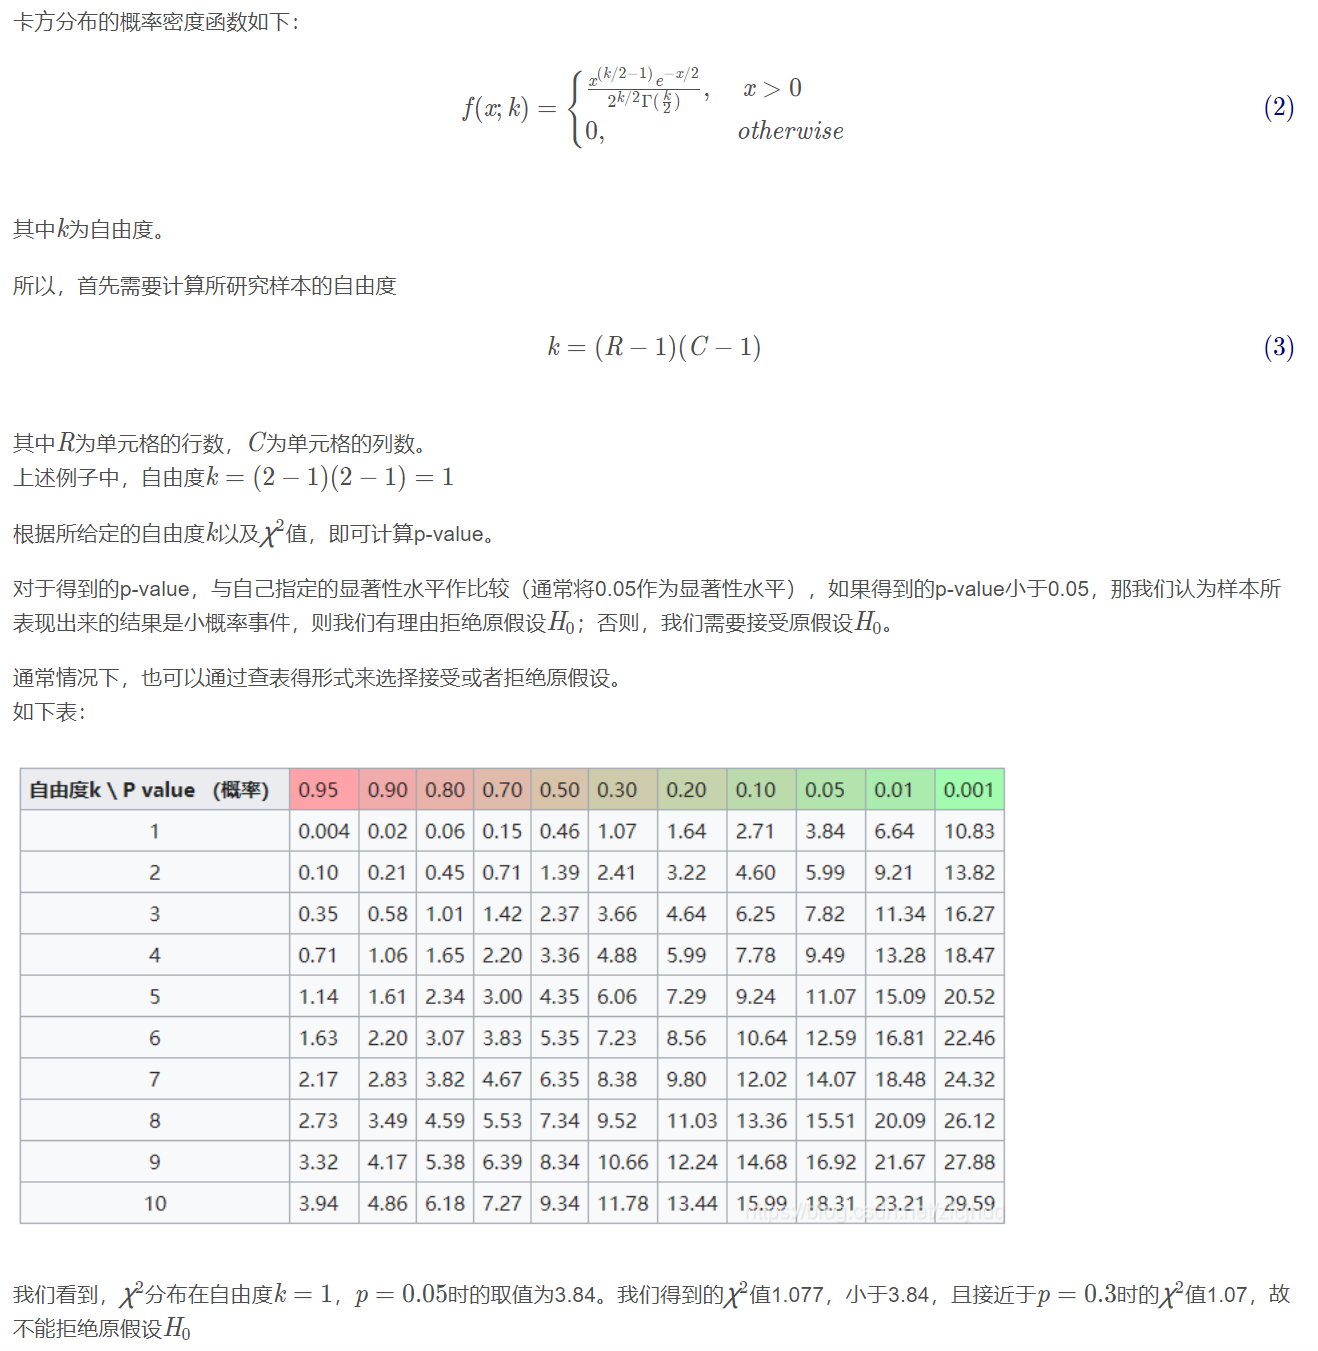 卡方分布的概率密度函数如下：
f(x; k) = { x^(k/2−1) e^−x/2 / 2^k/2 Γ(k/2), x > 0
0, otherwise (2)
其中k为自由度。
所以，首先需要计算所研究样本的自由度
k = (R − 1)(C − 1) (3)
其中R为单元格的行数，C为单元格的列数。
上述例子中，自由度k = (2 − 1)(2 − 1) = 1
根据所给定的自由度k以及χ²值，即可计算p-value。
对于得到的p-value，与自己指定的显著性水平作比较（通常将0.05作为显著性水平），如果得到的p-value小于0.05，那我们认为样本所
表现出来的结果是小概率事件，则我们有理由拒绝原假设H₀；否则，我们需要接受原假设H₀。
通常情况下，也可以通过查表得形式来选择接受或者拒绝原假设。
如下表：
自由度k \ P value （概率） 0.95 0.90 0.80 0.70 0.50 0.30 0.20 0.10 0.05 0.01 0.001
1 0.004 0.02 0.06 0.15 0.46 1.07 1.64 2.71 3.84 6.64 10.83
2 0.10 0.21 0.45 0.71 1.39 2.41 3.22 4.60 5.99 9.21 13.82
3 0.35 0.58 1.01 1.42 2.37 3.66 4.64 6.25 7.82 11.34 16.27
4 0.71 1.06 1.65 2.20 3.36 4.88 5.99 7.78 9.49 13.28 18.47
5 1.14 1.61 2.34 3.00 4.35 6.06 7.29 9.24 11.07 15.09 20.52
6 1.63 2.20 3.07 3.83 5.35 7.23 8.56 10.64 12.59 16.81 22.46
7 2.17 2.83 3.82 4.67 6.35 8.38 9.80 12.02 14.07 18.48 24.32
8 2.73 3.49 4.59 5.53 7.34 9.52 11.03 13.36 15.51 20.09 26.12
9 3.32 4.17 5.38 6.39 8.34 10.66 12.24 14.68 16.92 21.67 27.88
10 3.94 4.86 6.18 7.27 9.34 11.78 13.44 15.99 18.31 23.21 29.59
我们看到，χ²分布在自由度k = 1，p = 0.05时的取值为3.84。我们得到的χ²值1.077，小于3.84，且接近于p = 0.3时的χ²值1.07，故
不能拒绝原假设H₀